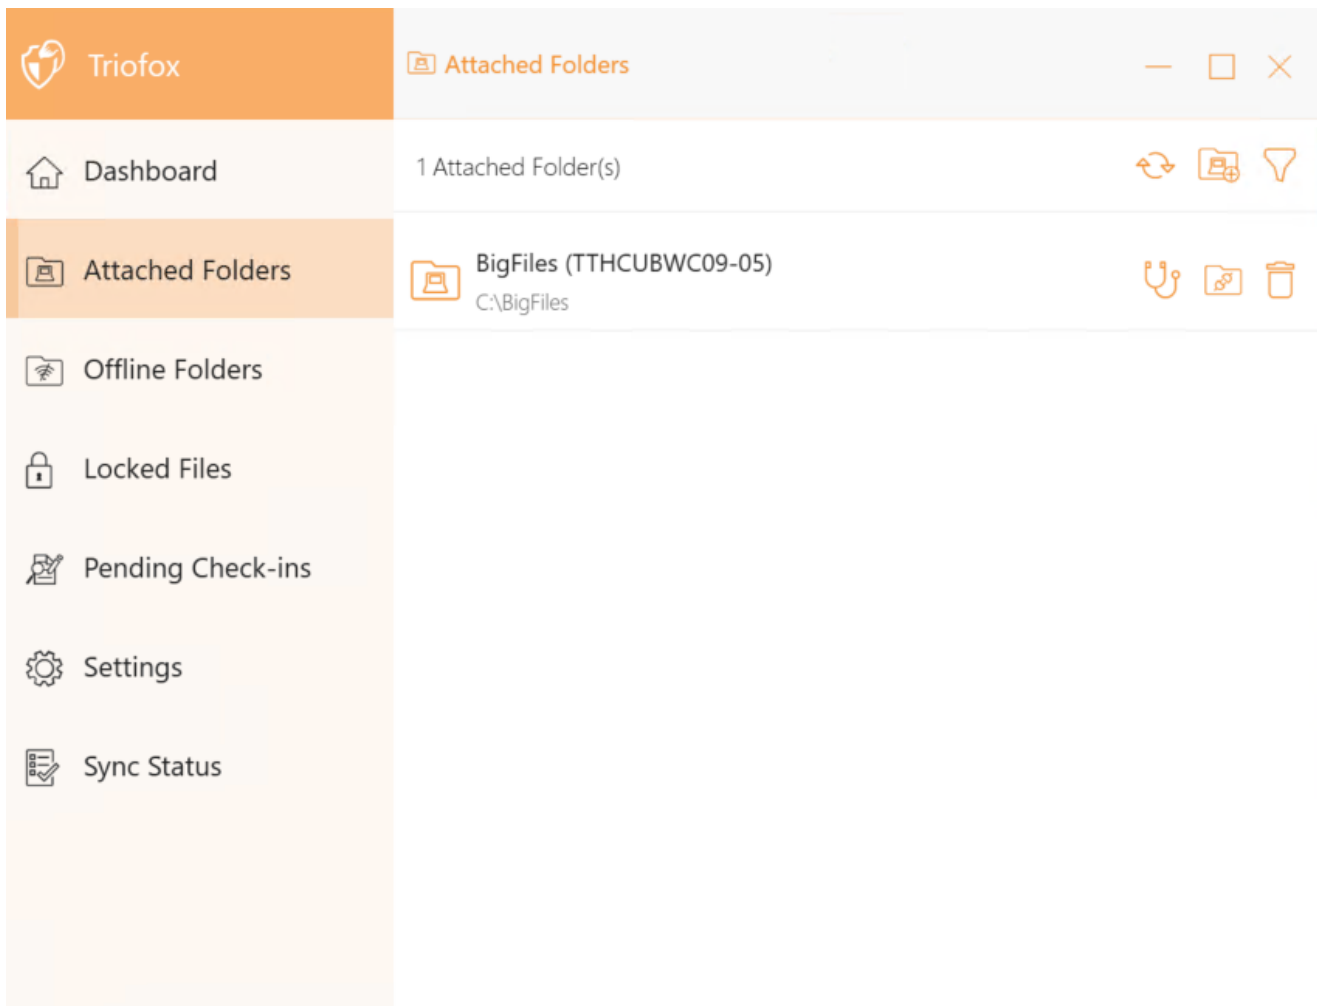 Triofox
Attached Folders
Dashboard
1 Attached Folder(s)
Attached Folders
BigFiles (TTHCUBWC09-05)
C:\BigFiles
Offline Folders
Locked Files
Pending Check-ins
Settings
Sync Status